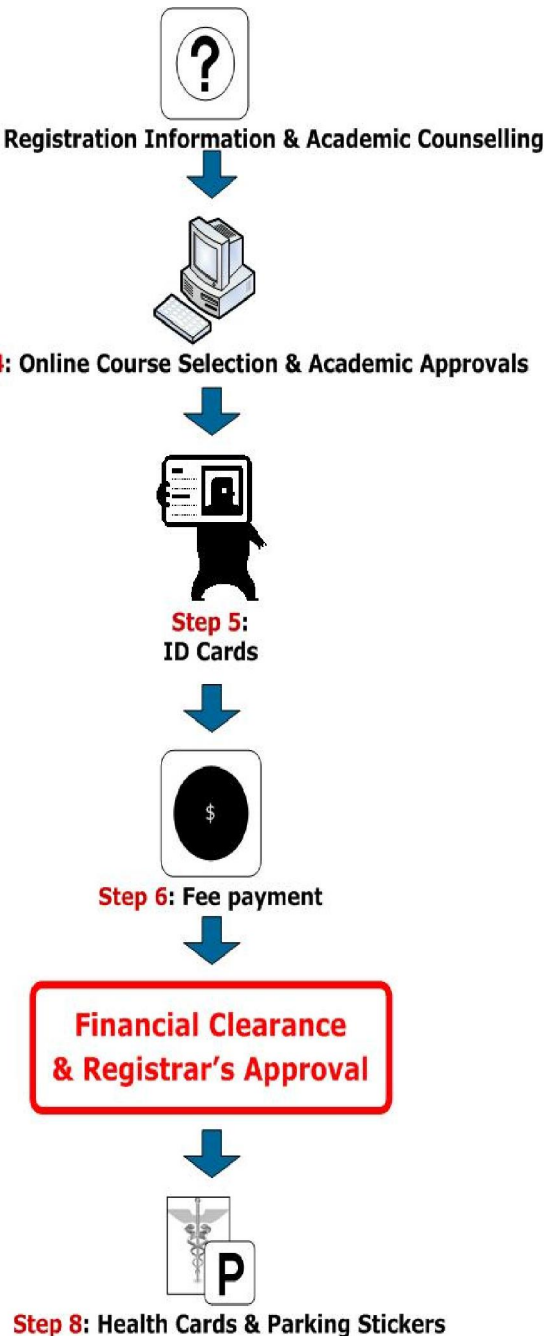 ?
Registration Information & Academic Counselling
4: Online Course Selection & Academic Approvals
Step 5:
ID Cards
$
Step 6: Fee payment
Financial Clearance
& Registrar's Approval
P
Step 8: Health Cards & Parking Stickers